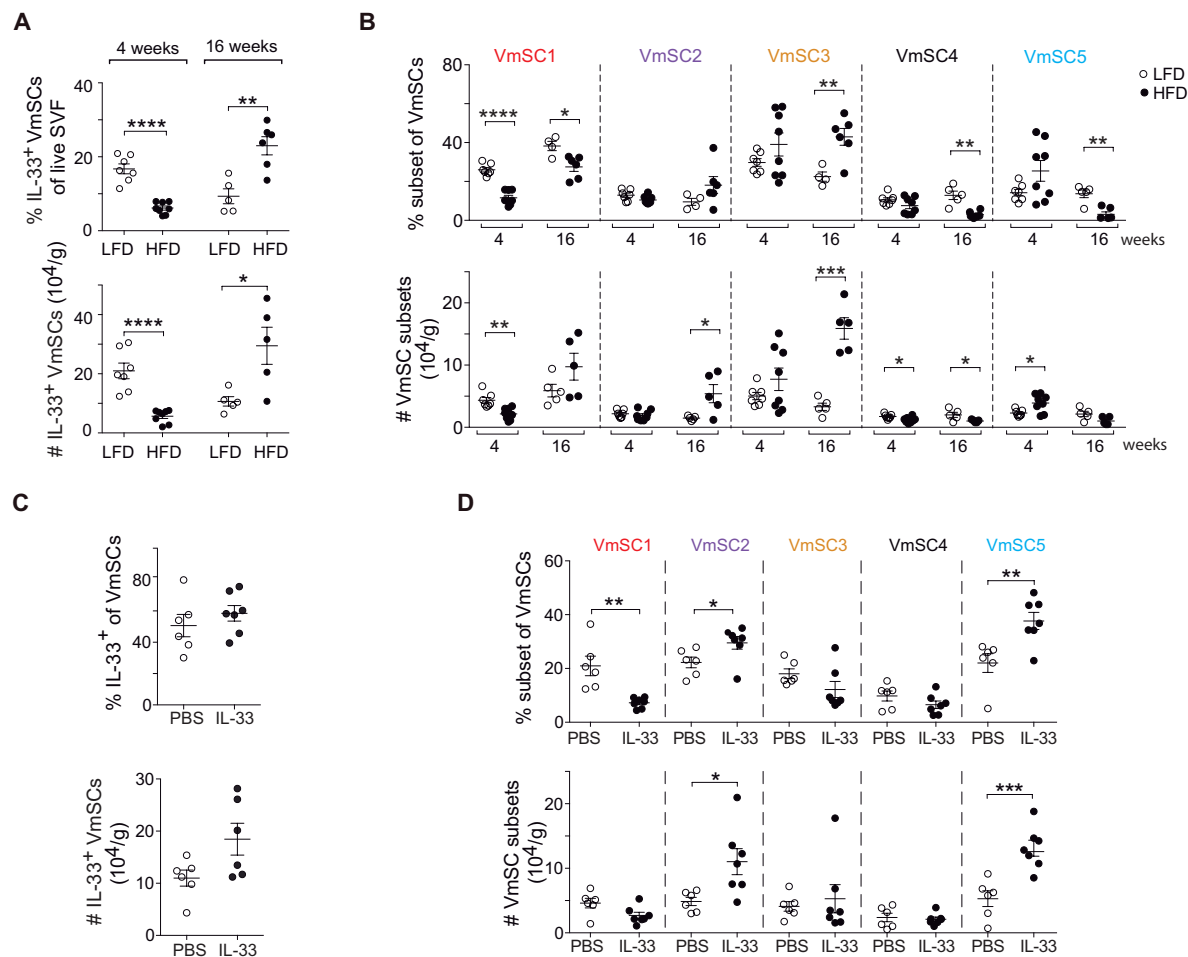 A
4 weeks 16 weeks
% IL-33+ VmSCs
of live SVF
40
20
0
**** **
LFD HFD LFD HFD
# IL-33+ VmSCs (10^4/g)
60
40
20
0
**** *
LFD HFD LFD HFD
B
VmSC1 VmSC2 VmSC3 VmSC4 VmSC5
LFD
HFD
% subset of VmSCs
80
40
0
**** * ** ** **
4 16 4 16 4 16 4 16 4 16 weeks
# VmSC subsets
(10^4/g)
20
10
0
** * *** * * *
4 16 4 16 4 16 4 16 4 16 weeks
C
% IL-33+ of VmSCs
80
40
0
PBS IL-33
# IL-33+ VmSCs
(10^4/g)
30
20
10
0
PBS IL-33
D
VmSC1 VmSC2 VmSC3 VmSC4 VmSC5
% subset of VmSCs
60
40
20
0
** * **
PBS IL-33 PBS IL-33 PBS IL-33 PBS IL-33 PBS IL-33
# VmSC subsets
(10^4/g)
20
10
0
* ***
PBS IL-33 PBS IL-33 PBS IL-33 PBS IL-33 PBS IL-33